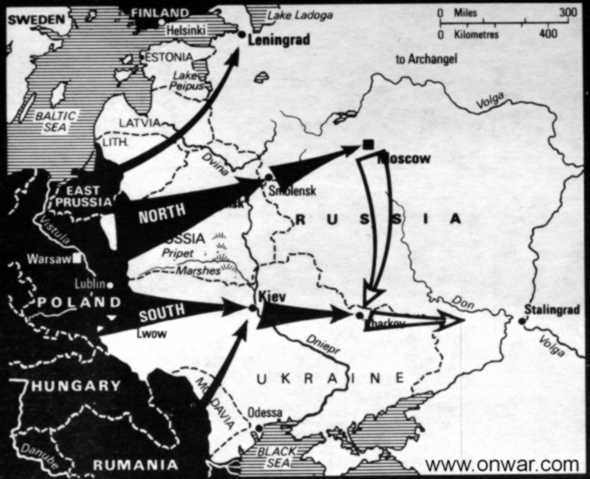 SWEDEN
FINLAND
Helsinki
Lake Ladoga
Leningrad
0 Miles 300
0 Kilometres 400
ESTONIA
Lake
Peipus
to Archangel
BALTIC
SEA
LATVIA
LITH.
Volga
Dvina
Moscow
EAST
PRUSSIA
Smolensk
NORTH
RUSSIA
Vistula
Warsaw
Pripet
Marshes
Lublin
POLAND
Kiev
SOUTH
Lwow
Don
Stalingrad
Dniepr
Volga
UKRAINE
HUNGARY
Odessa
Danube
RUMANIA
BLACK
SEA
www.onwar.com